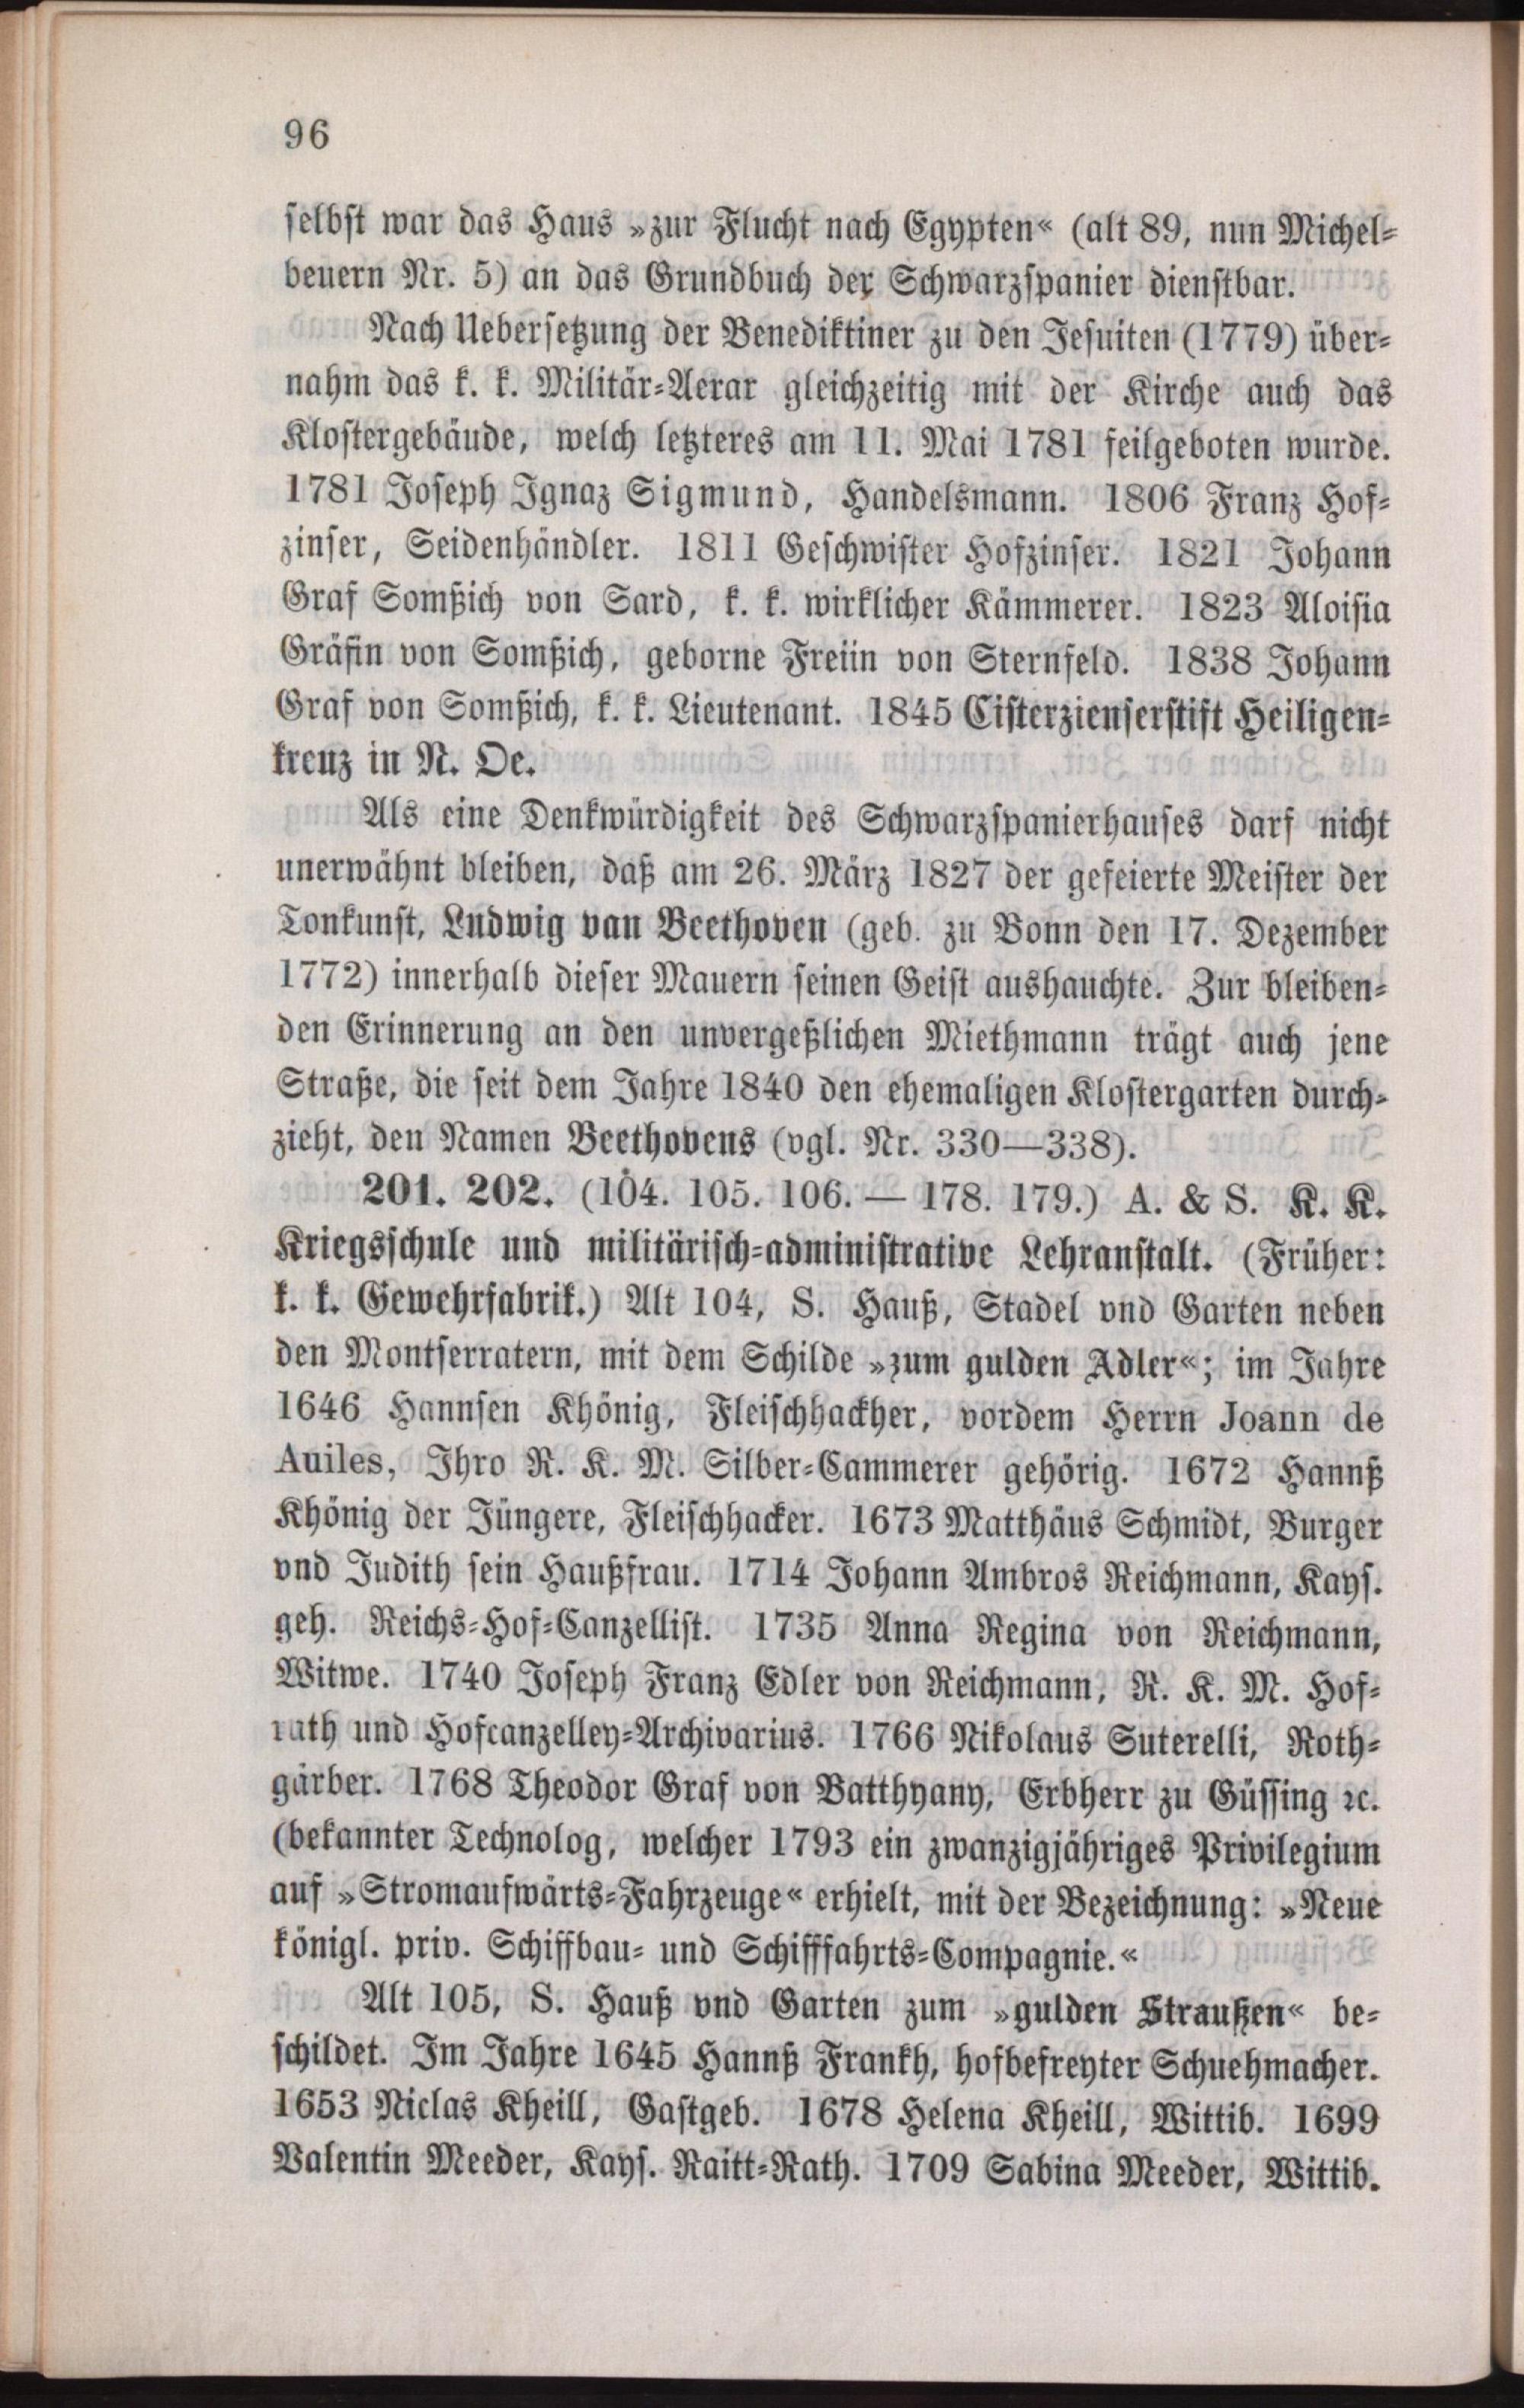 96
selbst war das Haus »zur Flucht nach Egypten« (alt 89, nun Michel-
beuern Nr. 5) an das Grundbuch der Schwarzspanier dienstbar.
Nach Uebersetzung der Benediktiner zu den Jesuiten (1779) über-
nahm das k. k. Militär-Aerar gleichzeitig mit der Kirche auch das
Klostergebäude, welch letzteres am 11. Mai 1781 feilgeboten wurde.
1781 Joseph Ignaz Sigmund, Handelsmann. 1806 Franz Hof-
zinser, Seidenhändler. 1811 Geschwister Hofzinser. 1821 Johann
Graf Somßich von Sard, k. k. wirklicher Kämmerer. 1823 Aloisia
Gräfin von Somßich, geborne Freiin von Sternfeld. 1838 Johann
Graf von Somßich, k. k. Lieutenant. 1845 Cisterzienserstift Heiligen-
kreuz in N. Oe.
Als eine Denkwürdigkeit des Schwarzspanierhauses darf nicht
unerwähnt bleiben, daß am 26. März 1827 der gefeierte Meister der
Tonkunst, Ludwig van Beethoven (geb. zu Bonn den 17. Dezember
1772) innerhalb dieser Mauern seinen Geist aushauchte. Zur bleiben-
den Erinnerung an den unvergeßlichen Miethmann trägt auch jene
Straße, die seit dem Jahre 1840 den ehemaligen Klostergarten durch-
zieht, den Namen Beethovens (vgl. Nr. 330—338).
201. 202. (104. 105. 106. — 178. 179.) A. & S. K. K.
Kriegsschule und militärisch-administrative Lehranstalt. (Früher:
k. k. Gewehrfabrik.) Alt 104, S. Hauß, Stadel vnd Garten neben
den Montserratern, mit dem Schilde »zum gulden Adler«; im Jahre
1646 Hannsen Khönig, Fleischhackher, vordem Herrn Joann de
Auiles, Ihro R. K. M. Silber-Cammerer gehörig. 1672 Hannß
Khönig der Jüngere, Fleischhacker. 1673 Matthäus Schmidt, Burger
vnd Judith sein Haußfrau. 1714 Johann Ambros Reichmann, Kays.
geh. Reichs-Hof-Canzellist. 1735 Anna Regina von Reichmann,
Witwe. 1740 Joseph Franz Edler von Reichmann, R. K. M. Hof-
rath und Hofcanzelley-Archivarius. 1766 Nikolaus Suterelli, Roth-
gärber. 1768 Theodor Graf von Batthyany, Erbherr zu Güssing ꝛc.
(bekannter Technolog, welcher 1793 ein zwanzigjähriges Privilegium
auf »Stromaufwärts-Fahrzeuge« erhielt, mit der Bezeichnung: »Neue
königl. priv. Schiffbau- und Schifffahrts-Compagnie.«
Alt 105, S. Hauß vnd Garten zum »gulden Straußen« be-
schildet. Im Jahre 1645 Hannß Frankh, hofbefreyter Schuehmacher.
1653 Niclas Kheill, Gastgeb. 1678 Helena Kheill, Wittib. 1699
Valentin Meeder, Kays. Raitt-Rath. 1709 Sabina Meeder, Wittib.